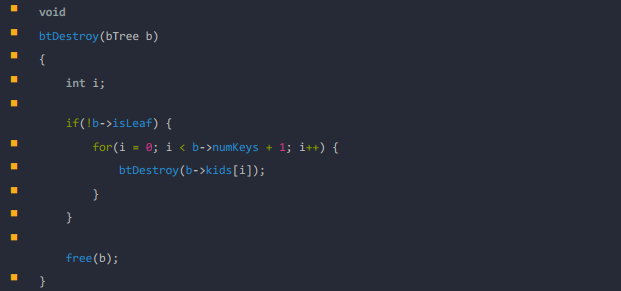 void
btDestroy(bTree b)
{
    int i;

    if(!b->isLeaf) {
        for(i = 0; i < b->numKeys + 1; i++) {
            btDestroy(b->kids[i]);
        }
    }

    free(b);
}